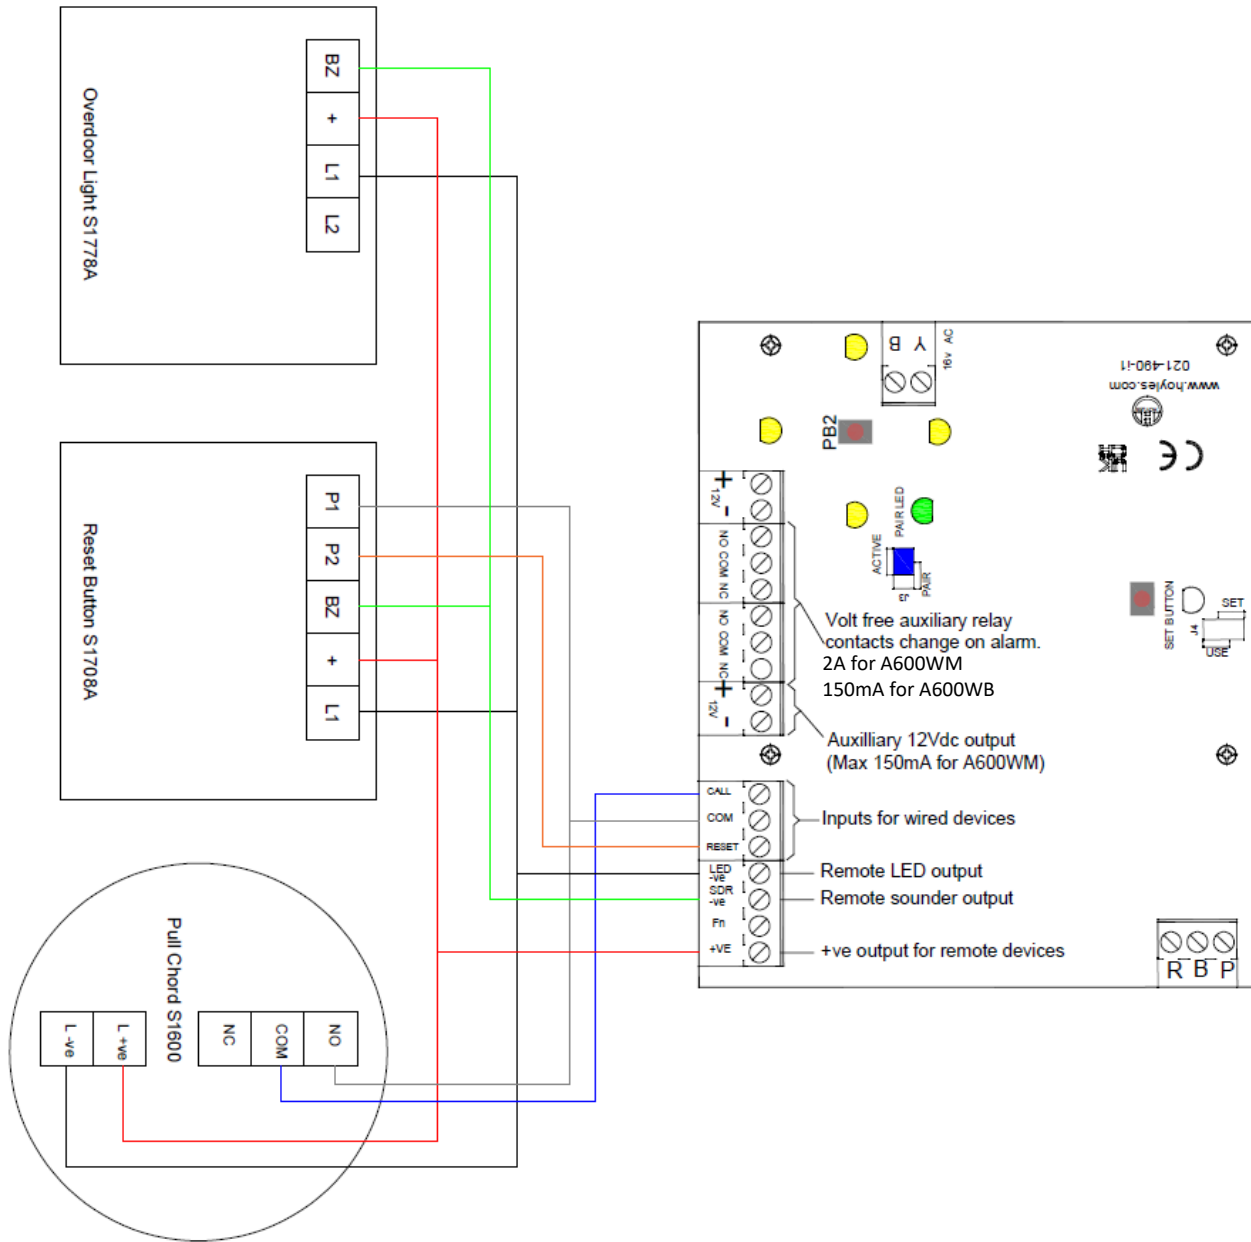 Overdoor Light S1778A
BZ
+
L1
L2
Reset Button S1708A
P1
P2
BZ
+
L1
Pull Chord S1600
L -ve
L +ve
NC
COM
NO
B Y
16v AC
021-490-i1
www.hoyles.com
CE
PB2
+ 12V -
NO COM NC
NO COM NC
+ 12V -
PAIR LED
ACTIVE
J3
PAIR
SET BUTTON
SET
J4
USE
Volt free auxiliary relay
contacts change on alarm.
2A for A600WM
150mA for A600WB
Auxilliary 12Vdc output
(Max 150mA for A600WM)
CALL
COM
RESET
Inputs for wired devices
LED
-ve
Remote LED output
SDR
-ve
Remote sounder output
Fn
+VE
+ve output for remote devices
R B P